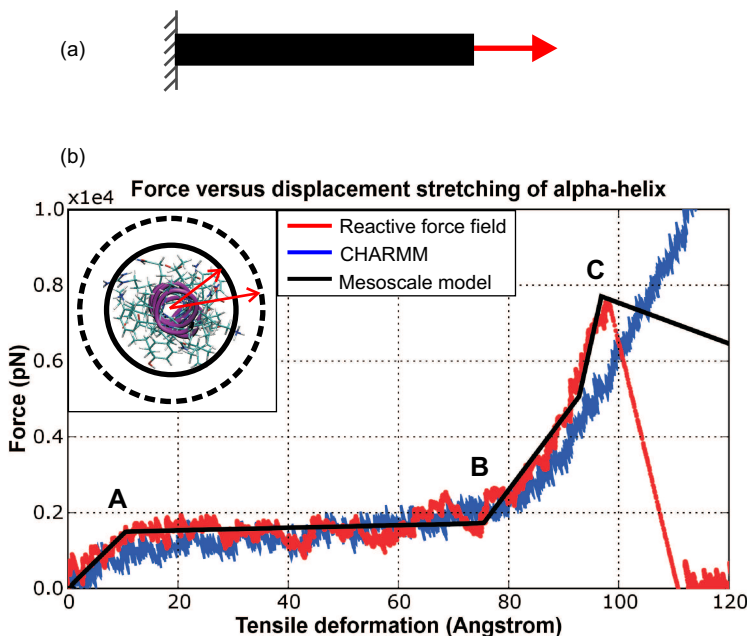 (a)
(b)
Force versus displacement stretching of alpha-helix
x1e4
1.0
0.8
0.6
0.4
0.2
0.0
Force (pN)
Reactive force field
CHARMM
Mesoscale model
A
B
C
0
20
40
60
80
100
120
Tensile deformation (Angstrom)